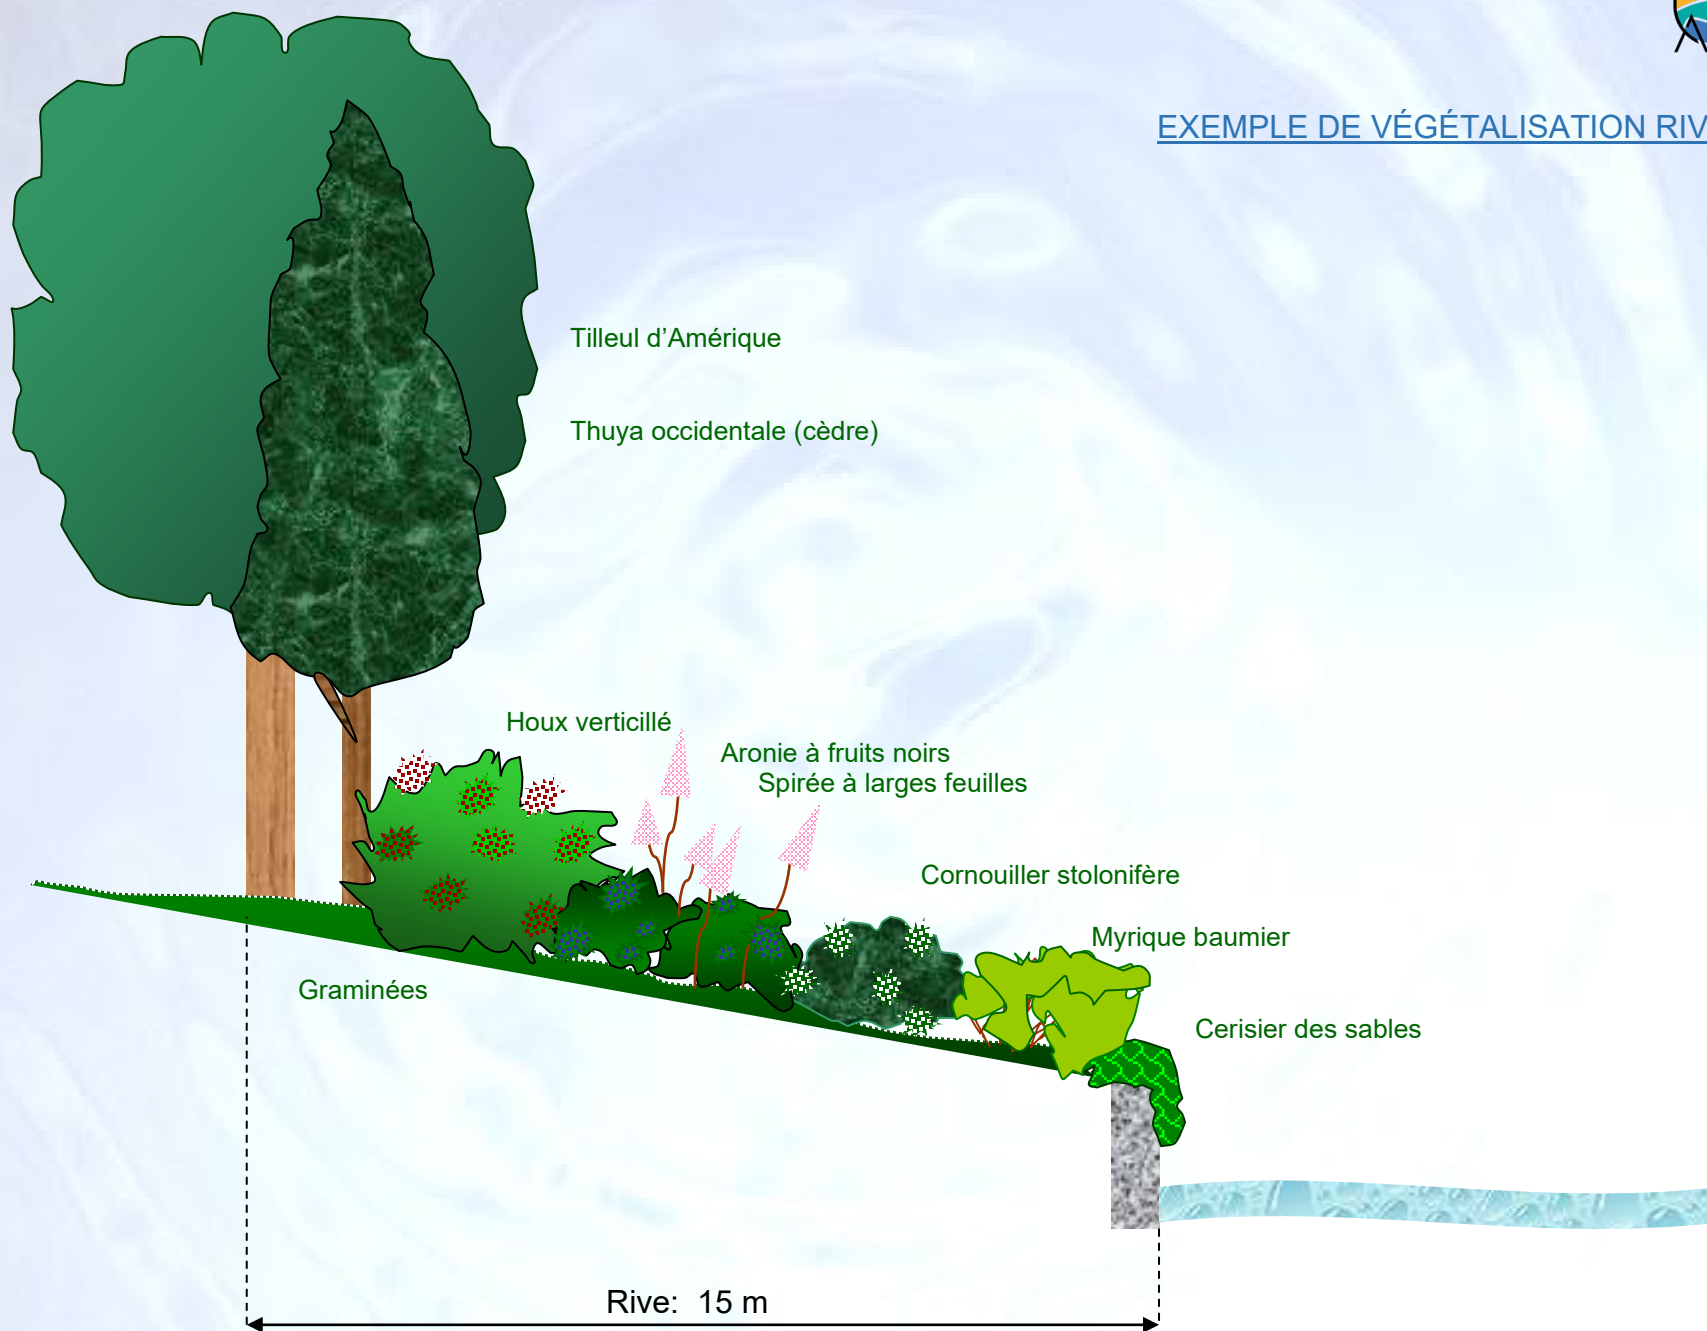 EXEMPLE DE VÉGÉTALISATION RIV
Tilleul d’Amérique
Thuya occidentale (cèdre)
Houx verticillé
Aronie à fruits noirs
Spirée à larges feuilles
Cornouiller stolonifère
Myrique baumier
Graminées
Cerisier des sables
Rive: 15 m